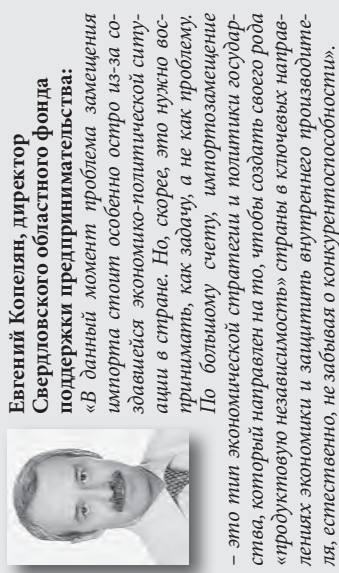 Евгений Копелян, директор
Свердловского областного фонда
поддержки предпринимательства:
«В данный момент проблема замещения
импорта стоит особенно остро из-за со-
здавшейся экономико-политической ситу-
ации в стране. Но, скорее, это нужно вос-
принимать, как задачу, а не как проблему.
По большому счету, импортозамещение
– это тип экономической стратегии и политики государ-
ства, который направлен на то, чтобы создать своего рода
«продуктовую независимость» страны в ключевых направ-
лениях экономики и защитить внутреннего производите-
ля, естественно, не забывая о конкурентоспособности».